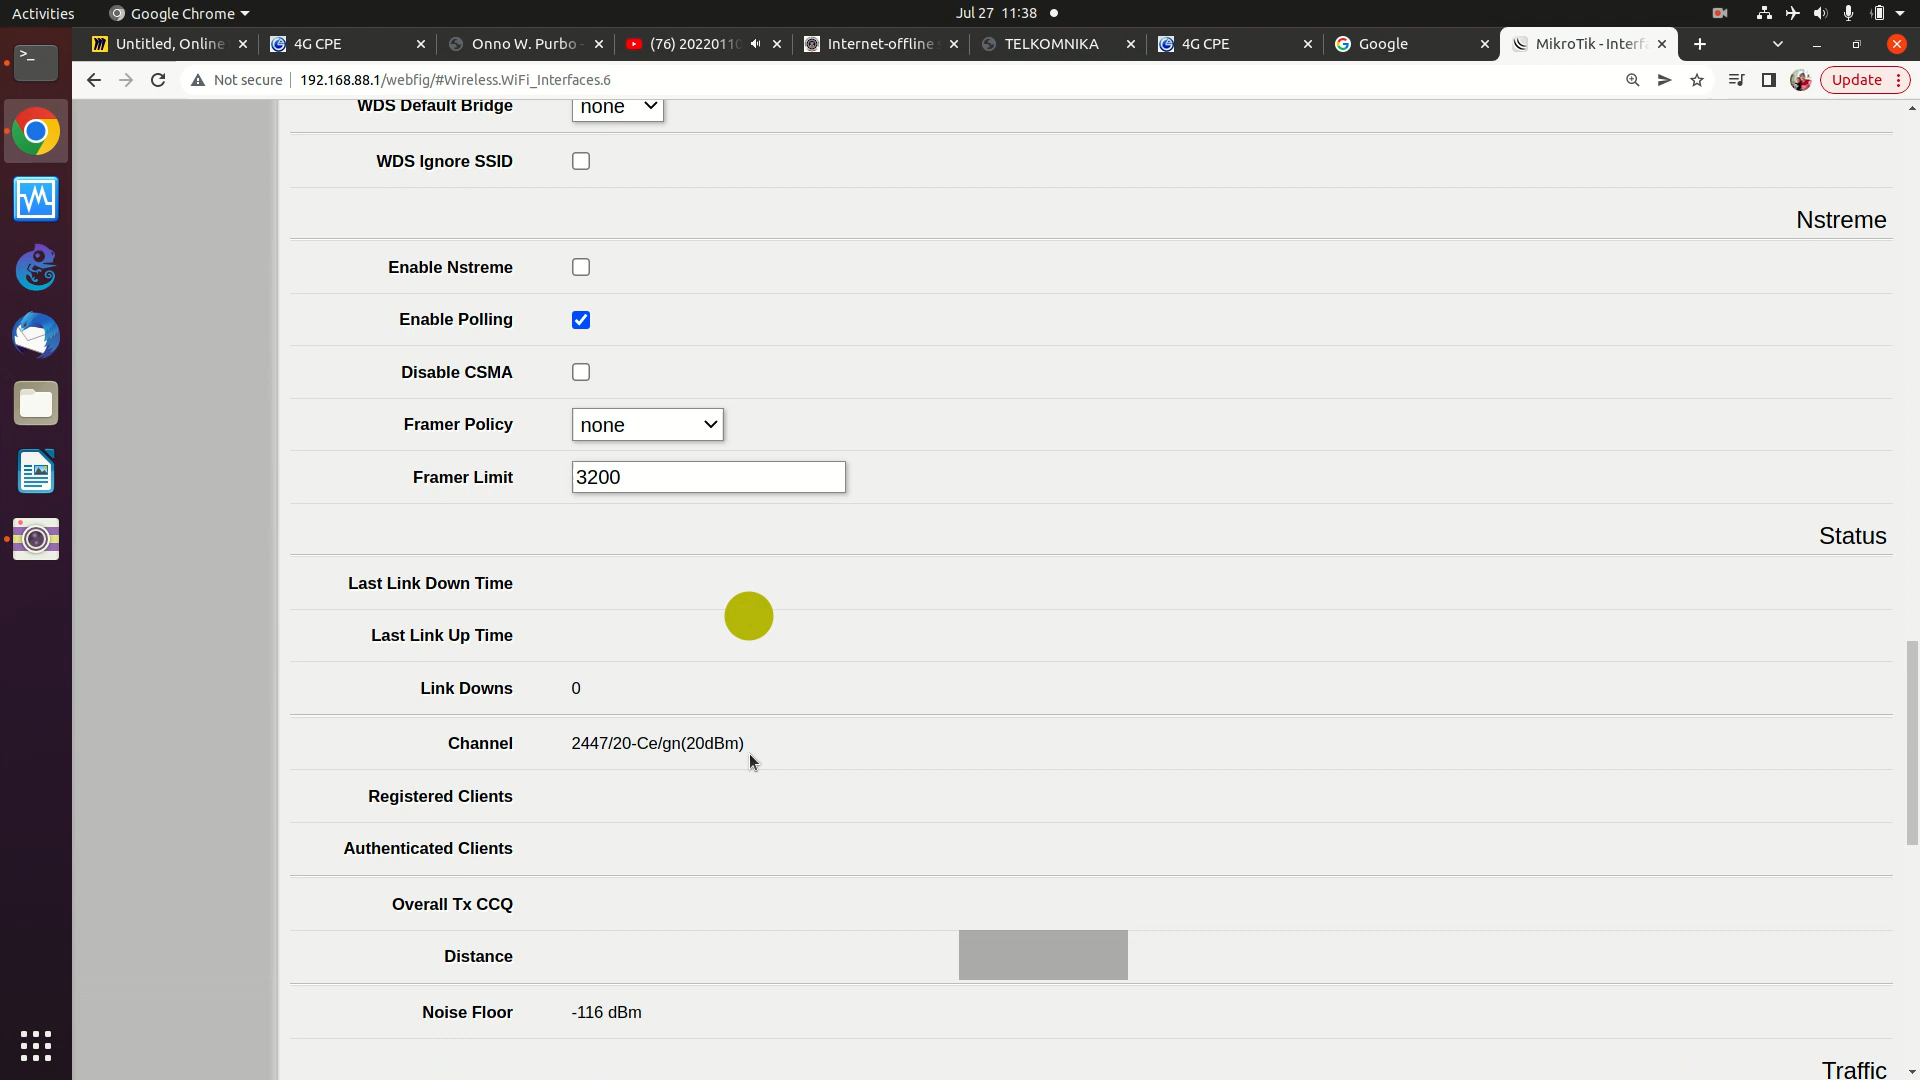 Activities
Google Chrome
Jul 27 11:38
Untitled, Online
4G CPE
Onno W. Purbo -
(76) 2022011
Internet-offline
TELKOMNIKA
4G CPE
Google
MikroTik - Interf
Not secure
192.168.88.1/webfig/#Wireless.WiFi_Interfaces.6
Update
WDS Default Bridge
none
WDS Ignore SSID
Nstreme
Enable Nstreme
Enable Polling
Disable CSMA
Framer Policy
none
Framer Limit
3200
Status
Last Link Down Time
Last Link Up Time
Link Downs
0
Channel
2447/20-Ce/gn(20dBm)
Registered Clients
Authenticated Clients
Overall Tx CCQ
Distance
Noise Floor
-116 dBm
Traffic